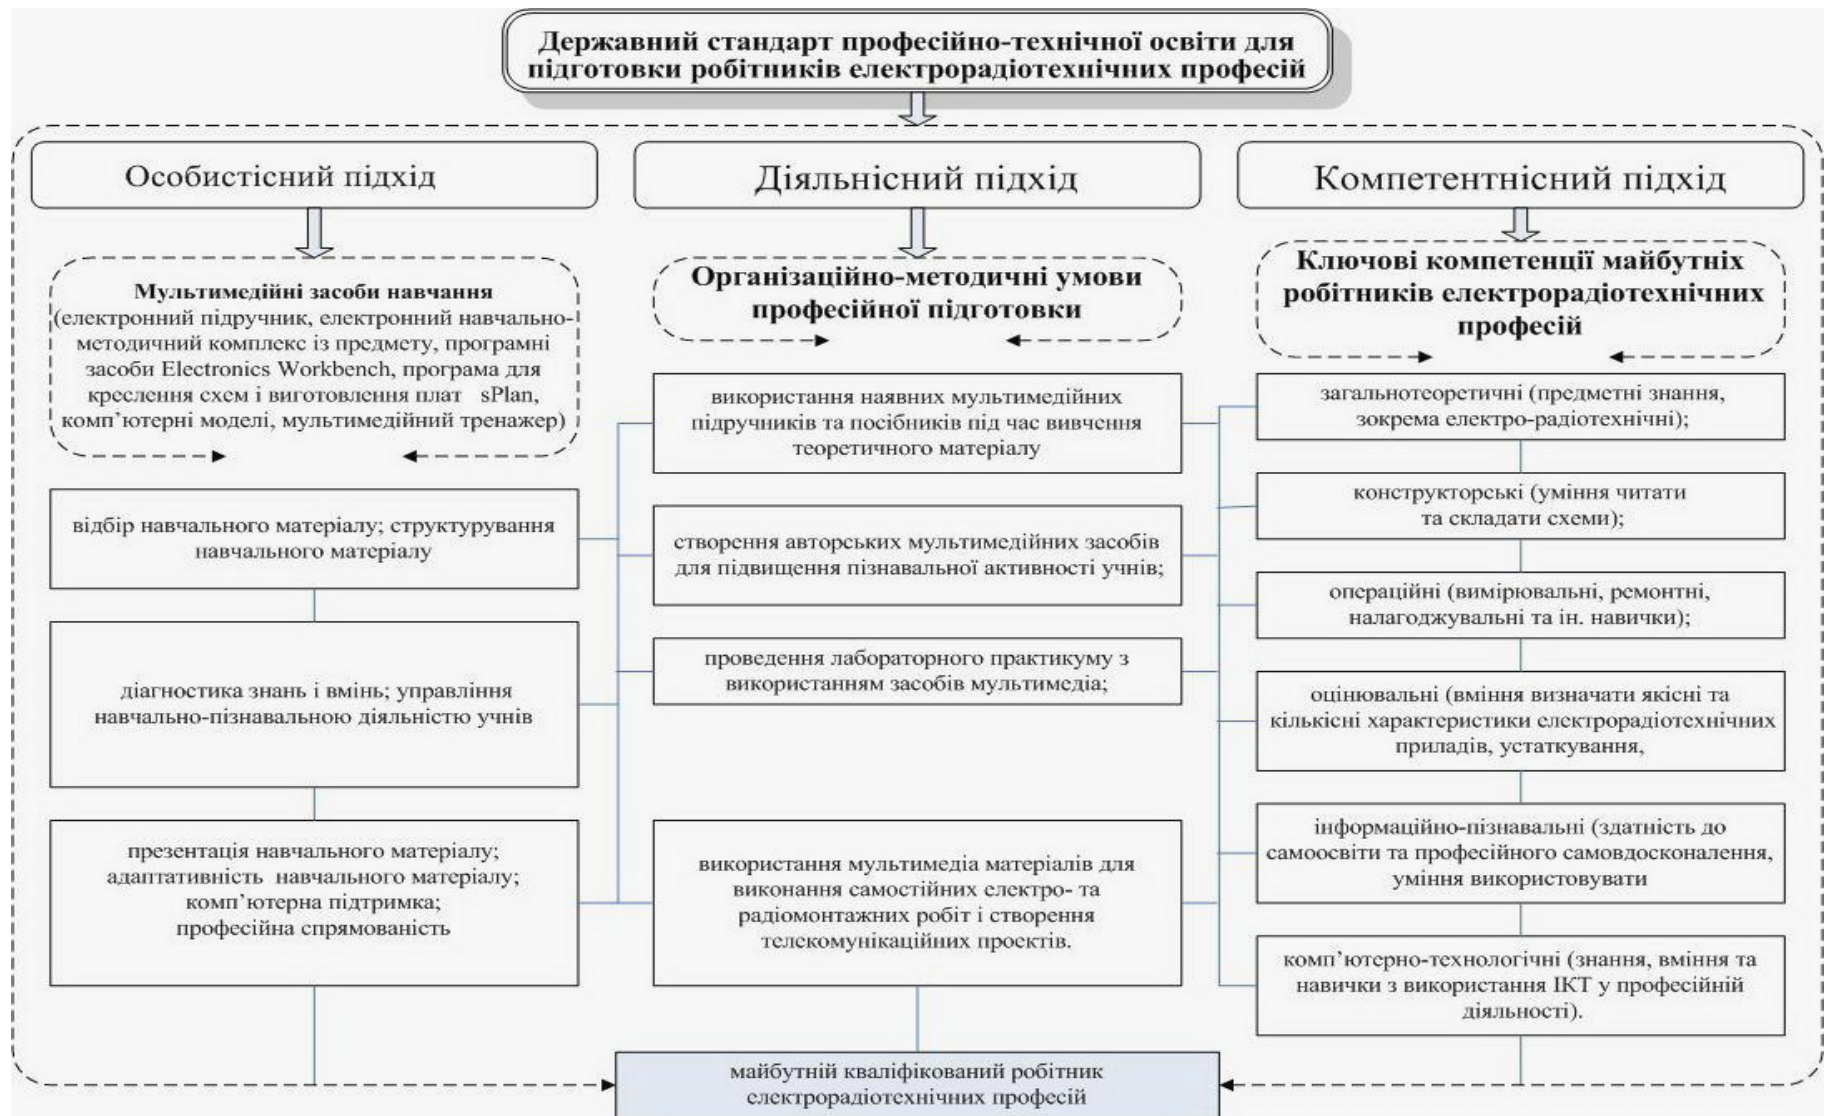 Державний стандарт професійно-технічної освіти для
підготовки робітників електрорадіотехнічних професій
Особистісний підхід
Мультимедійні засоби навчання
(електронний підручник, електронний навчально-
методичний комплекс із предмету, програмні
засоби Electronics Workbench, програма для
креслення схем і виготовлення плат sPlan,
комп’ютерні моделі, мультимедійний тренажер)
відбір навчального матеріалу; структурування
навчального матеріалу
діагностика знань і вмінь; управління
навчально-пізнавальною діяльністю учнів
презентація навчального матеріалу;
адаптативність навчального матеріалу;
комп’ютерна підтримка;
професійна спрямованість
Діяльнісний підхід
Організаційно-методичні умови
професійної підготовки
використання наявних мультимедійних
підручників та посібників під час вивчення
теоретичного матеріалу
створення авторських мультимедійних засобів
для підвищення пізнавальної активності учнів;
проведення лабораторного практикуму з
використанням засобів мультимедіа;
використання мультимедіа матеріалів для
виконання самостійних електро- та
радіомонтажних робіт і створення
телекомунікаційних проєктів.
Компетентнісний підхід
Ключові компетенції майбутніх
робітників електрорадіотехнічних
професій
загальнотеоретичні (предметні знання,
зокрема електро-радіотехнічні);
конструкторські (уміння читати
та складати схеми);
операційні (вимірювальні, ремонтні,
налагоджувальні та ін. навички);
оцінювальні (вміння визначати якісні та
кількісні характеристики електрорадіотехнічних
приладів, устаткування,
інформаційно-пізнавальні (здатність до
самоосвіти та професійного самовдосконалення,
уміння використовувати
комп’ютерно-технологічні (знання, вміння та
навички з використання ІКТ у професійній
діяльності).
майбутній кваліфікований робітник
електрорадіотехнічних професій